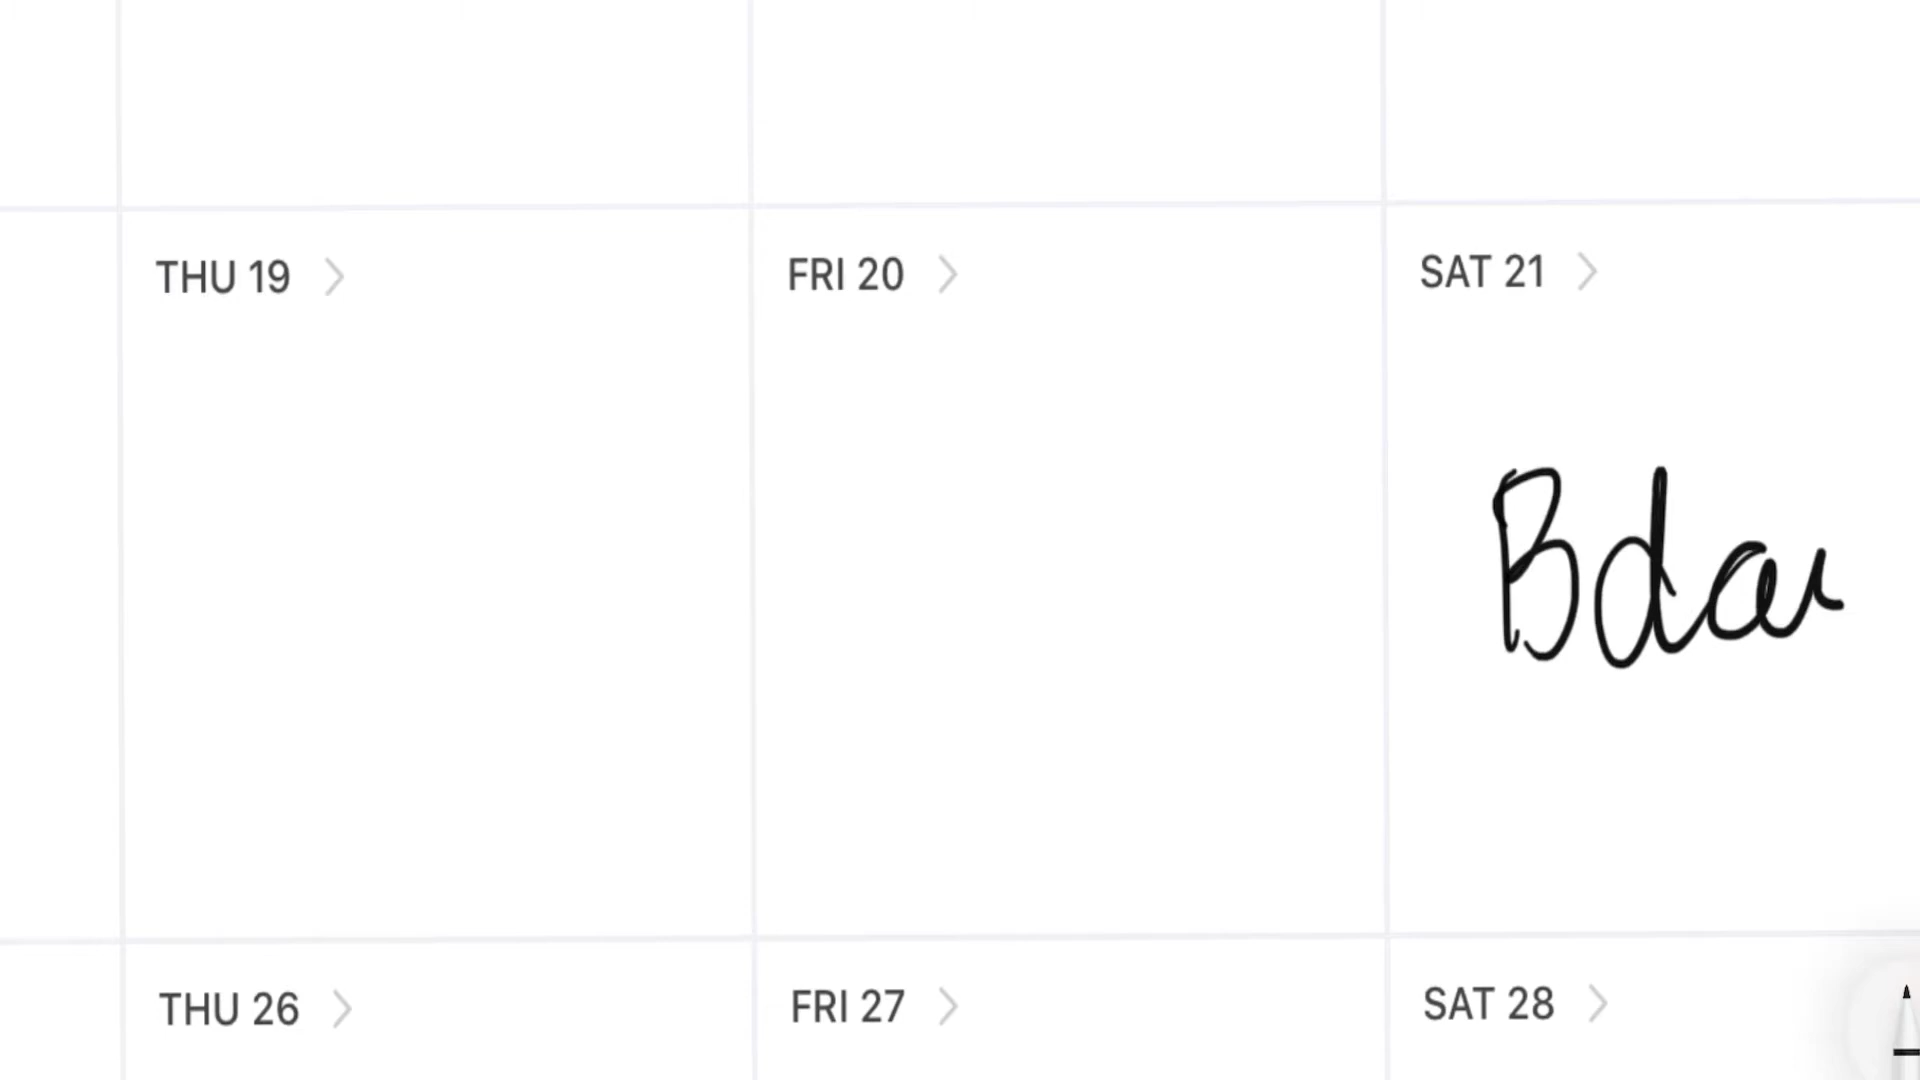 THU 19 FRI 20 SAT 21
Bda
THU 26 FRI 27 SAT 28